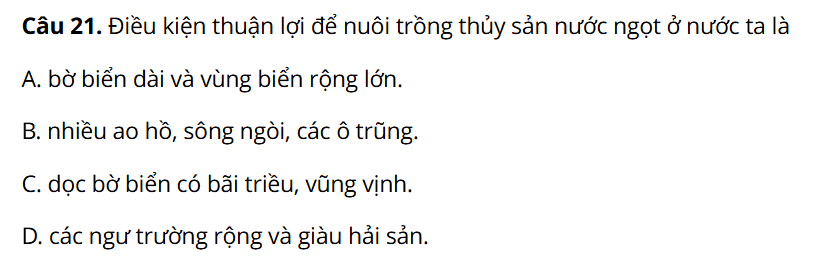 Câu 21. Điều kiện thuận lợi để nuôi trồng thủy sản nước ngọt ở nước ta là
A. bờ biển dài và vùng biển rộng lớn.
B. nhiều ao hồ, sông ngòi, các ô trũng.
C. dọc bờ biển có bãi triều, vũng vịnh.
D. các ngư trường rộng và giàu hải sản.